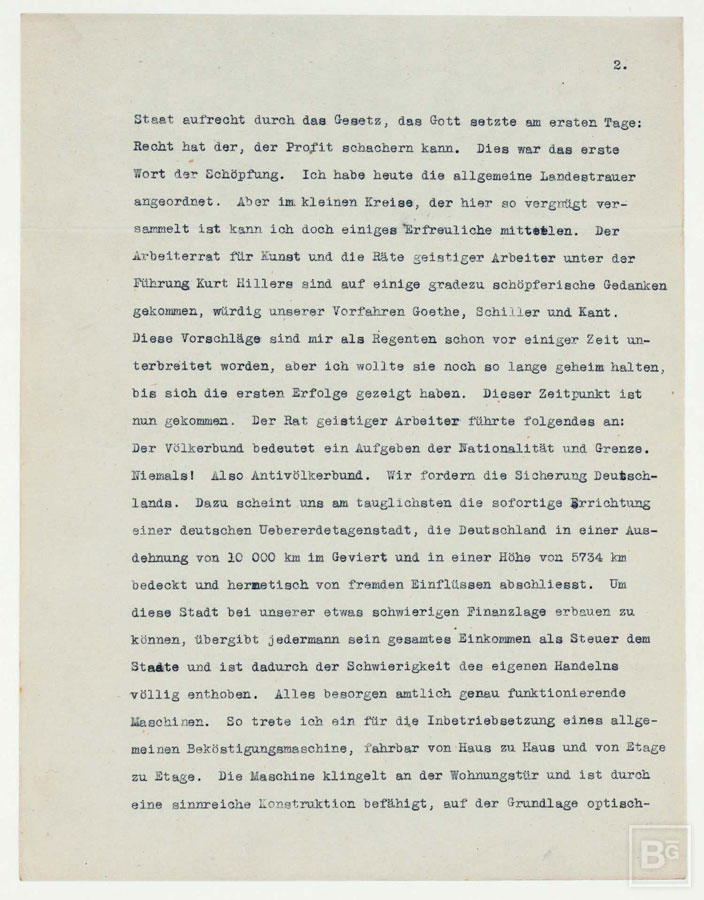 2.
Staat aufrecht durch das Gesetz, das Gott setzte am ersten Tage:
Recht hat der, der Profit schachern kann. Dies war das erste
Wort der Schöpfung. Ich habe heute die allgemeine Landestrauer
angeordnet. Aber im kleinen Kreise, der hier so vergnügt ver-
sammelt ist kann ich doch einiges Erfreuliche mitteilen. Der
Arbeiterrat für Kunst und die Räte geistiger Arbeiter unter der
Führung Kurt Hillers sind auf einige gradezu schöpferische Gedanken
gekommen, würdig unserer Vorfahren Goethe, Schiller und Kant.
Diese Vorschläge sind mir als Regenten schon vor einiger Zeit un-
terbreitet worden, aber ich wollte sie noch so lange geheim halten,
bis sich die ersten Erfolge gezeigt haben. Dieser Zeitpunkt ist
nun gekommen. Der Rat geistiger Arbeiter führte folgendes an:
Der Völkerbund bedeutet ein Aufgeben der Nationalität und Grenze.
Niemals! Also Antivölkerbund. Wir fordern die Sicherung Deutsch-
lands. Dazu scheint uns am tauglichsten die sofortige Errichtung
einer deutschen Uebererdetagenstadt, die Deutschland in einer Aus-
dehnung von 10 000 km im Geviert und in einer Höhe von 5734 km
bedeckt und hermetisch von fremden Einflüssen abschliesst. Um
diese Stadt bei unserer etwas schwierigen Finanzlage erbauen zu
können, übergibt jedermann sein gesamtes Einkommen als Steuer dem
Staate und ist dadurch der Schwierigkeit des eigenen Handelns
völlig enthoben. Alles besorgen amtlich genau funktionierende
Maschinen. So trete ich ein für die Inbetriebsetzung eines allge-
meinen Beköstigungsmaschine, fahrbar von Haus zu Haus und von Etage
zu Etage. Die Maschine klingelt an der Wohnungstür und ist durch
eine sinnreiche Konstruktion befähigt, auf der Grundlage optisch-
BG